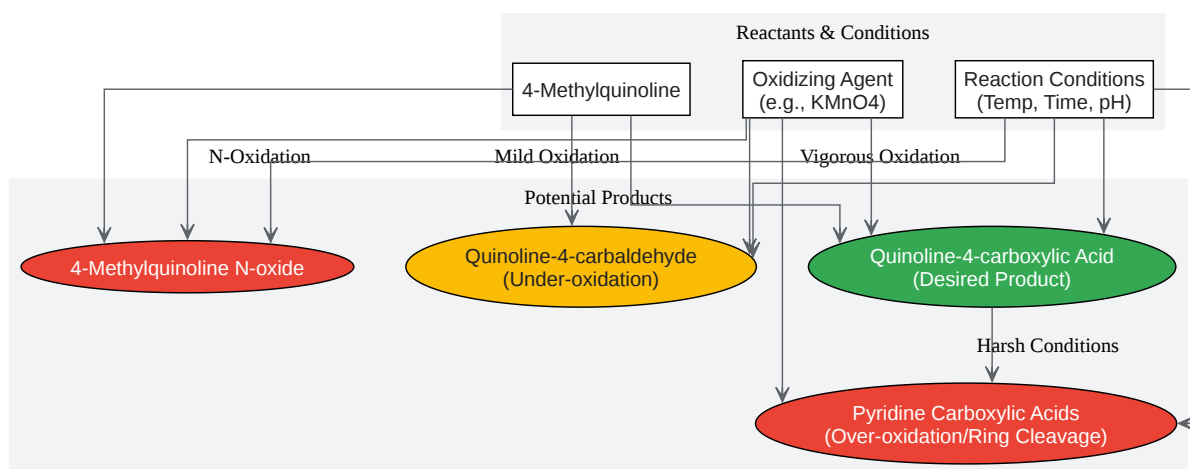 Reactants & Conditions
4-Methylquinoline
Oxidizing Agent
(e.g., KMnO4)
Reaction Conditions
(Temp, Time, pH)
N-Oxidation
Mild Oxidation
Vigorous Oxidation
Potential Products
4-Methylquinoline N-oxide
Quinoline-4-carbaldehyde
(Under-oxidation)
Quinoline-4-carboxylic Acid
(Desired Product)
Harsh Conditions
Pyridine Carboxylic Acids
(Over-oxidation/Ring Cleavage)